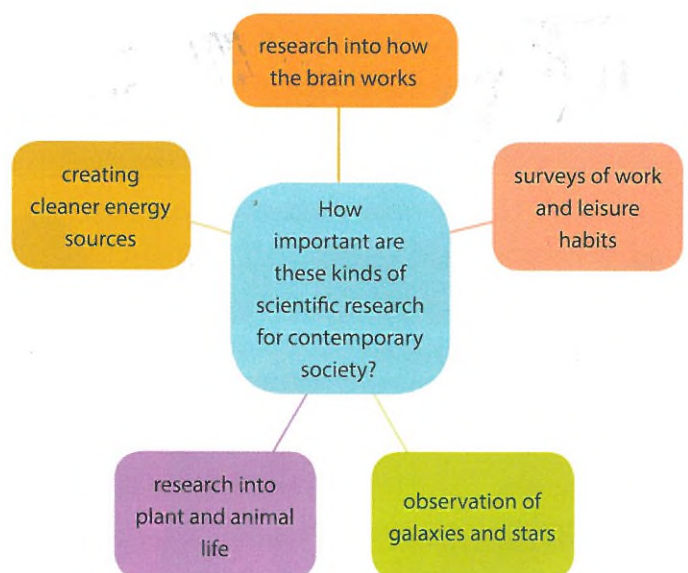 research into how
the brain works
creating
cleaner energy
sources
surveys of work
and leisure
habits
How
important are
these kinds of
scientific research
for contemporary
society?
research into
plant and animal
life
observation of
galaxies and stars